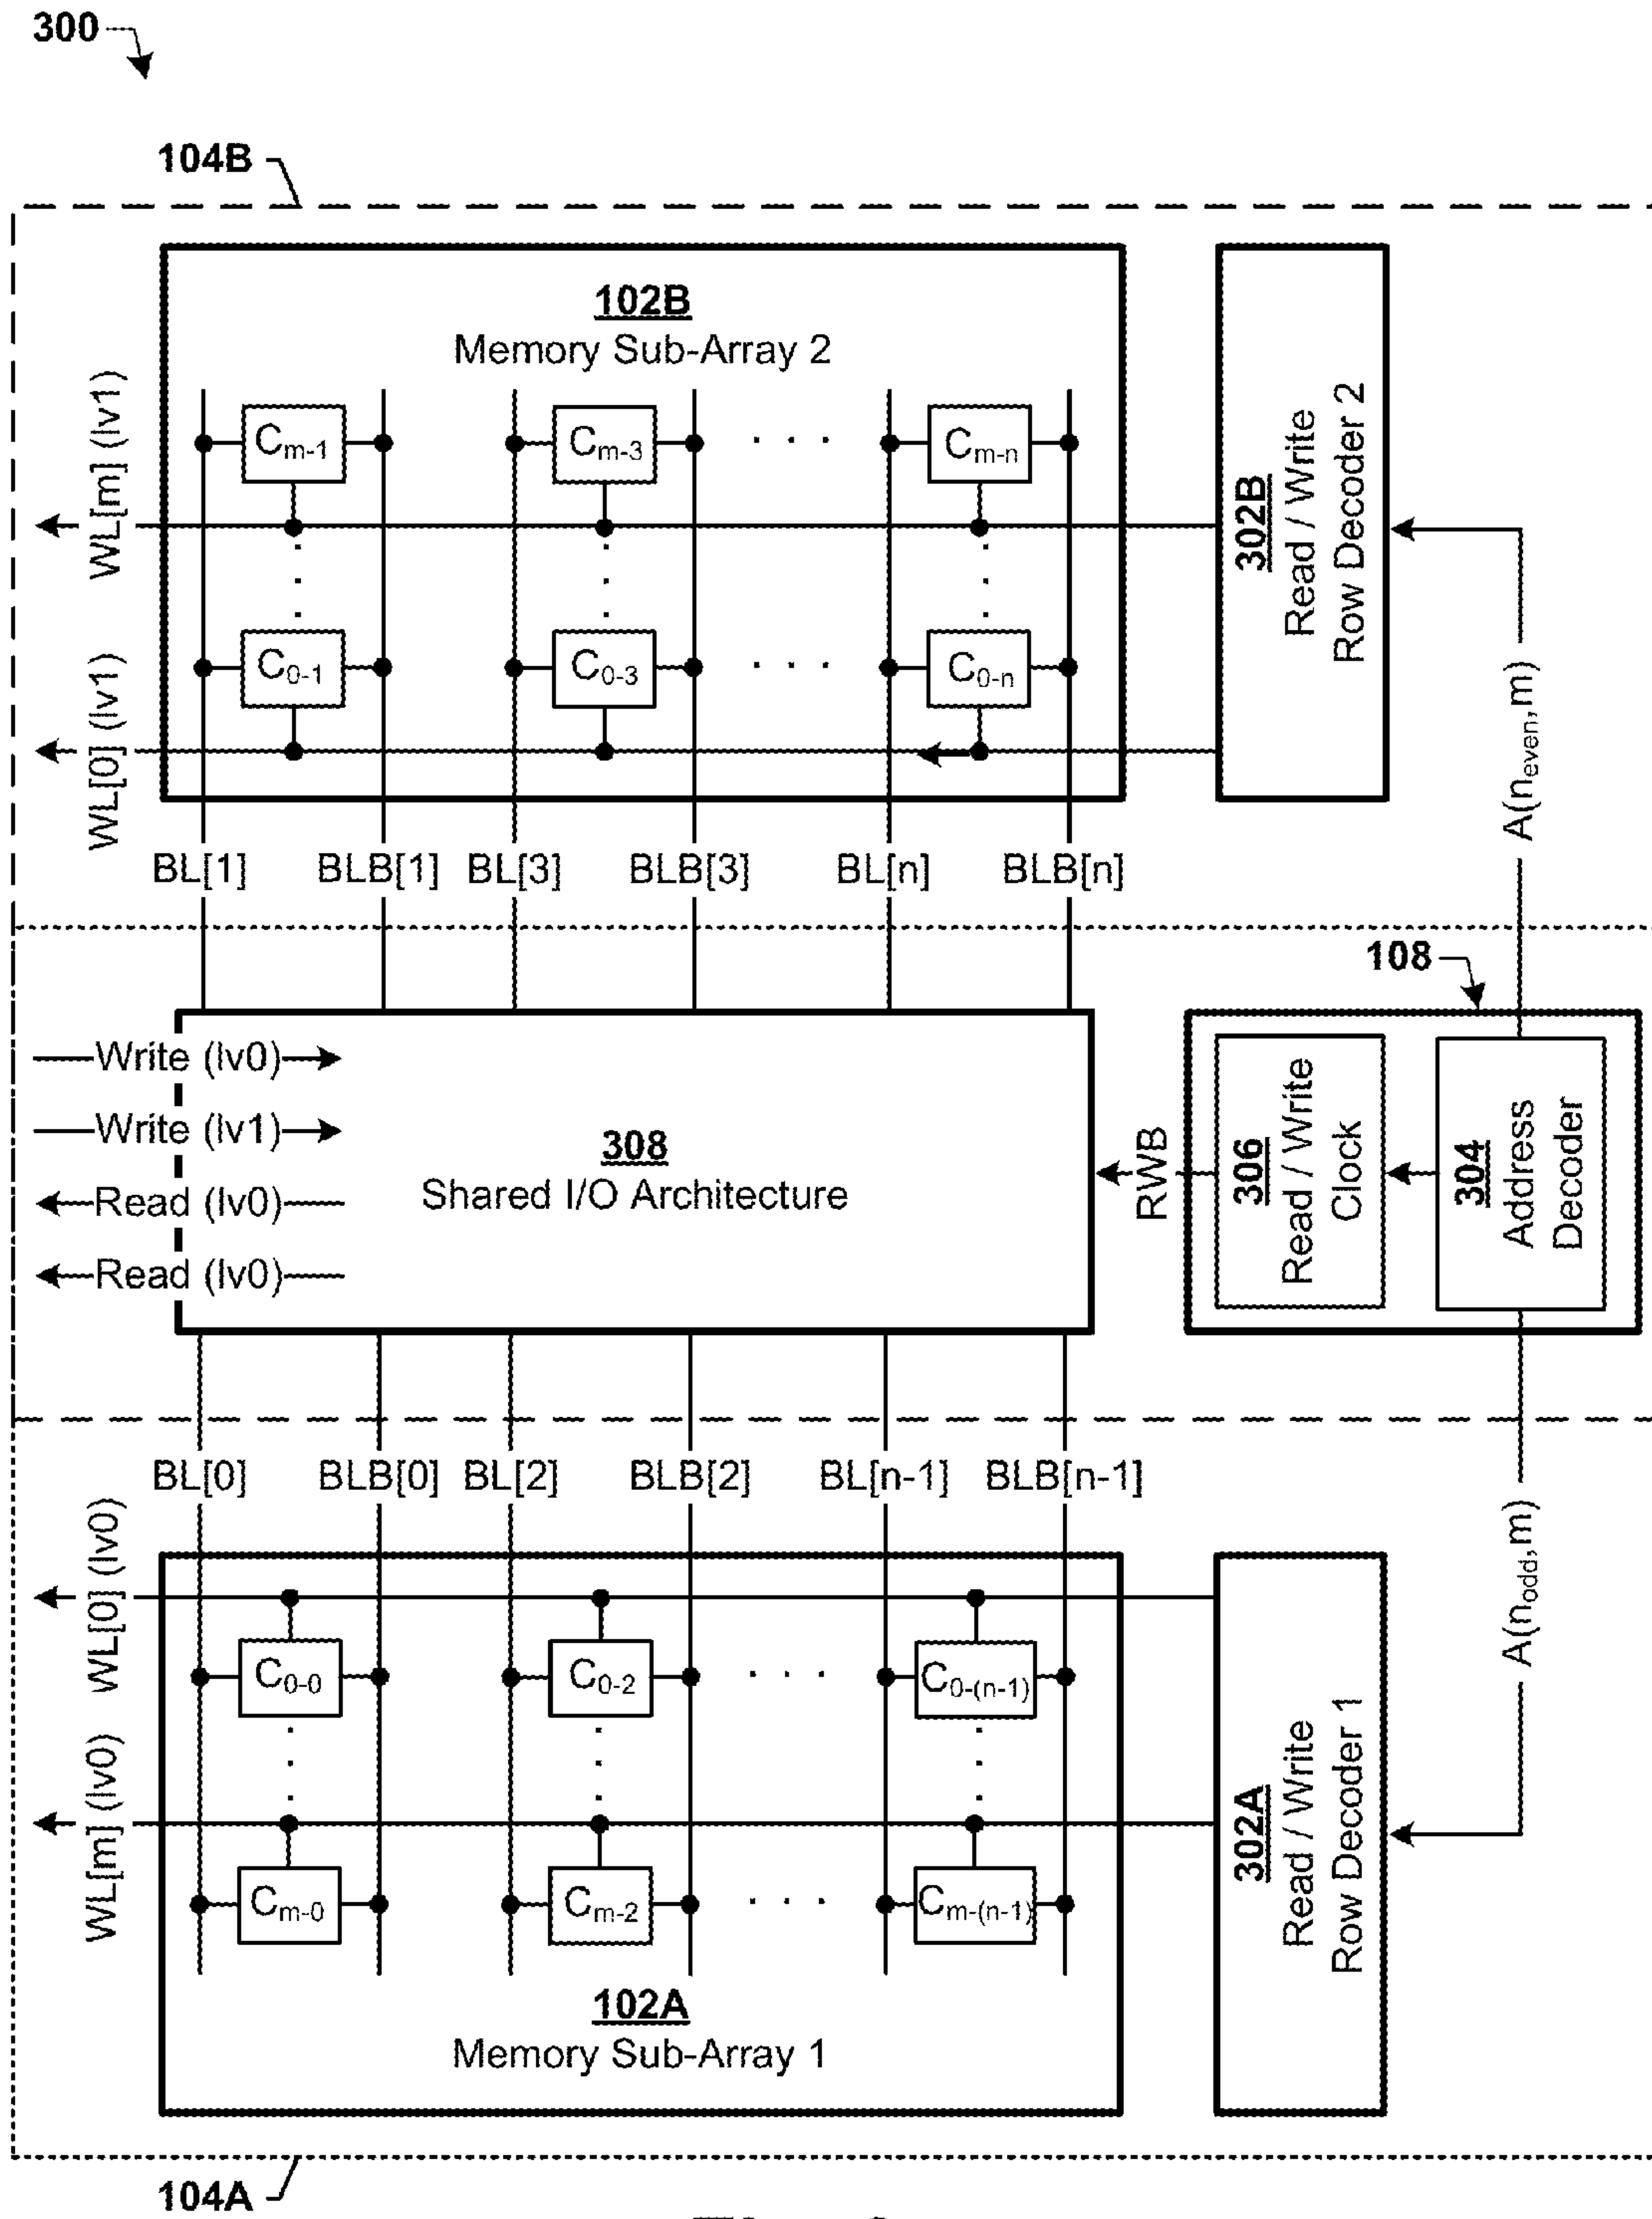 300
104B
102B
Memory Sub-Array 2
WL[m] (lv1)
Cm-1
Cm-3
. . .
Cm-n
WL[0] (lv1)
C0-1
C0-3
. . .
C0-n
302B
Read / Write
Row Decoder 2
A(neven,m)
BL[1] BLB[1] BL[3] BLB[3] BL[n] BLB[n]
108
Write (lv0)
Write (lv1)
Read (lv0)
Read (lv0)
308
Shared I/O Architecture
RWB
306
Read / Write
Clock
304
Address
Decoder
BL[0] BLB[0] BL[2] BLB[2] BL[n-1] BLB[n-1]
WL[0] (lv0)
C0-0
C0-2
. . .
C0-(n-1)
WL[m] (lv0)
Cm-0
Cm-2
. . .
Cm-(n-1)
102A
Memory Sub-Array 1
302A
Read / Write
Row Decoder 1
A(nodd,m)
104A